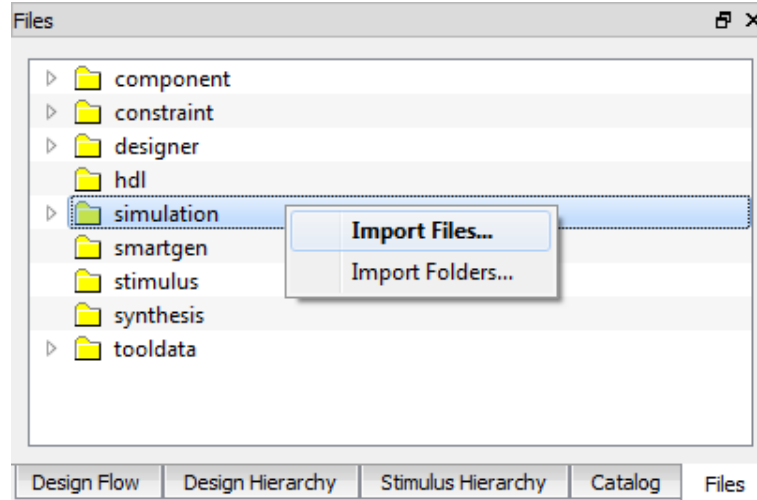 Files
component
constraint
designer
hdl
simulation
Import Files...
smartgen
Import Folders...
stimulus
synthesis
tooldata
Design Flow Design Hierarchy Stimulus Hierarchy Catalog Files